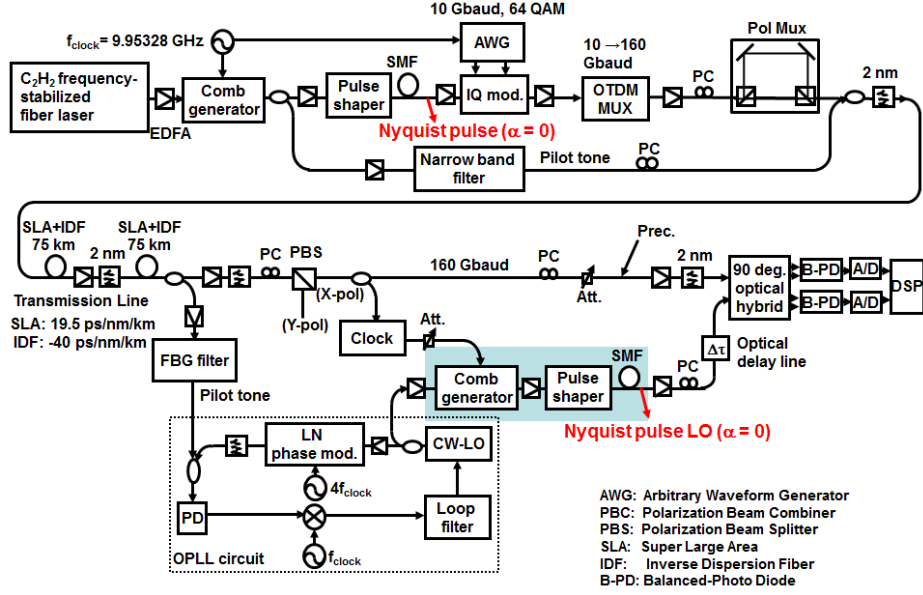 10 Gbaud, 64 QAM
f_clock = 9.95328 GHz
AWG
10 →160
Gbaud
Pol Mux
C₂H₂ frequency-
stabilized
fiber laser
EDFA
Comb
generator
Pulse
shaper
SMF
IQ mod.
OTDM
MUX
PC
2 nm
Nyquist pulse (α = 0)
Narrow band
filter
Pilot tone
PC
SLA+IDF
75 km
2 nm
SLA+IDF
75 km
PC
PBS
(X-pol)
(Y-pol)
160 Gbaud
PC
Att.
Prec.
2 nm
90 deg.
optical
hybrid
B-PD
A/D
B-PD
A/D
DSP
Transmission Line
SLA: 19.5 ps/nm/km
IDF: -40 ps/nm/km
Clock
Att.
FBG filter
Pilot tone
Comb
generator
Pulse
shaper
SMF
PC
Δτ
Optical
delay line
Nyquist pulse LO (α = 0)
LN
phase mod.
CW-LO
4f_clock
PD
Loop
filter
f_clock
OPLL circuit
AWG: Arbitrary Waveform Generator
PBC: Polarization Beam Combiner
PBS: Polarization Beam Splitter
SLA: Super Large Area
IDF: Inverse Dispersion Fiber
B-PD: Balanced-Photo Diode